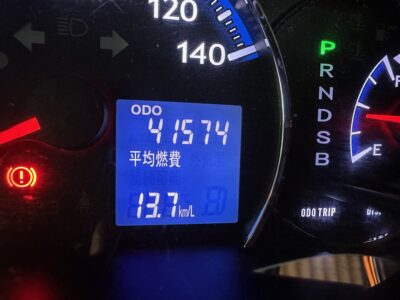 120
140
ODO
41574
平均燃費
13.7 km/L
P
R
N
D
S
B
F
E
ODO TRIP